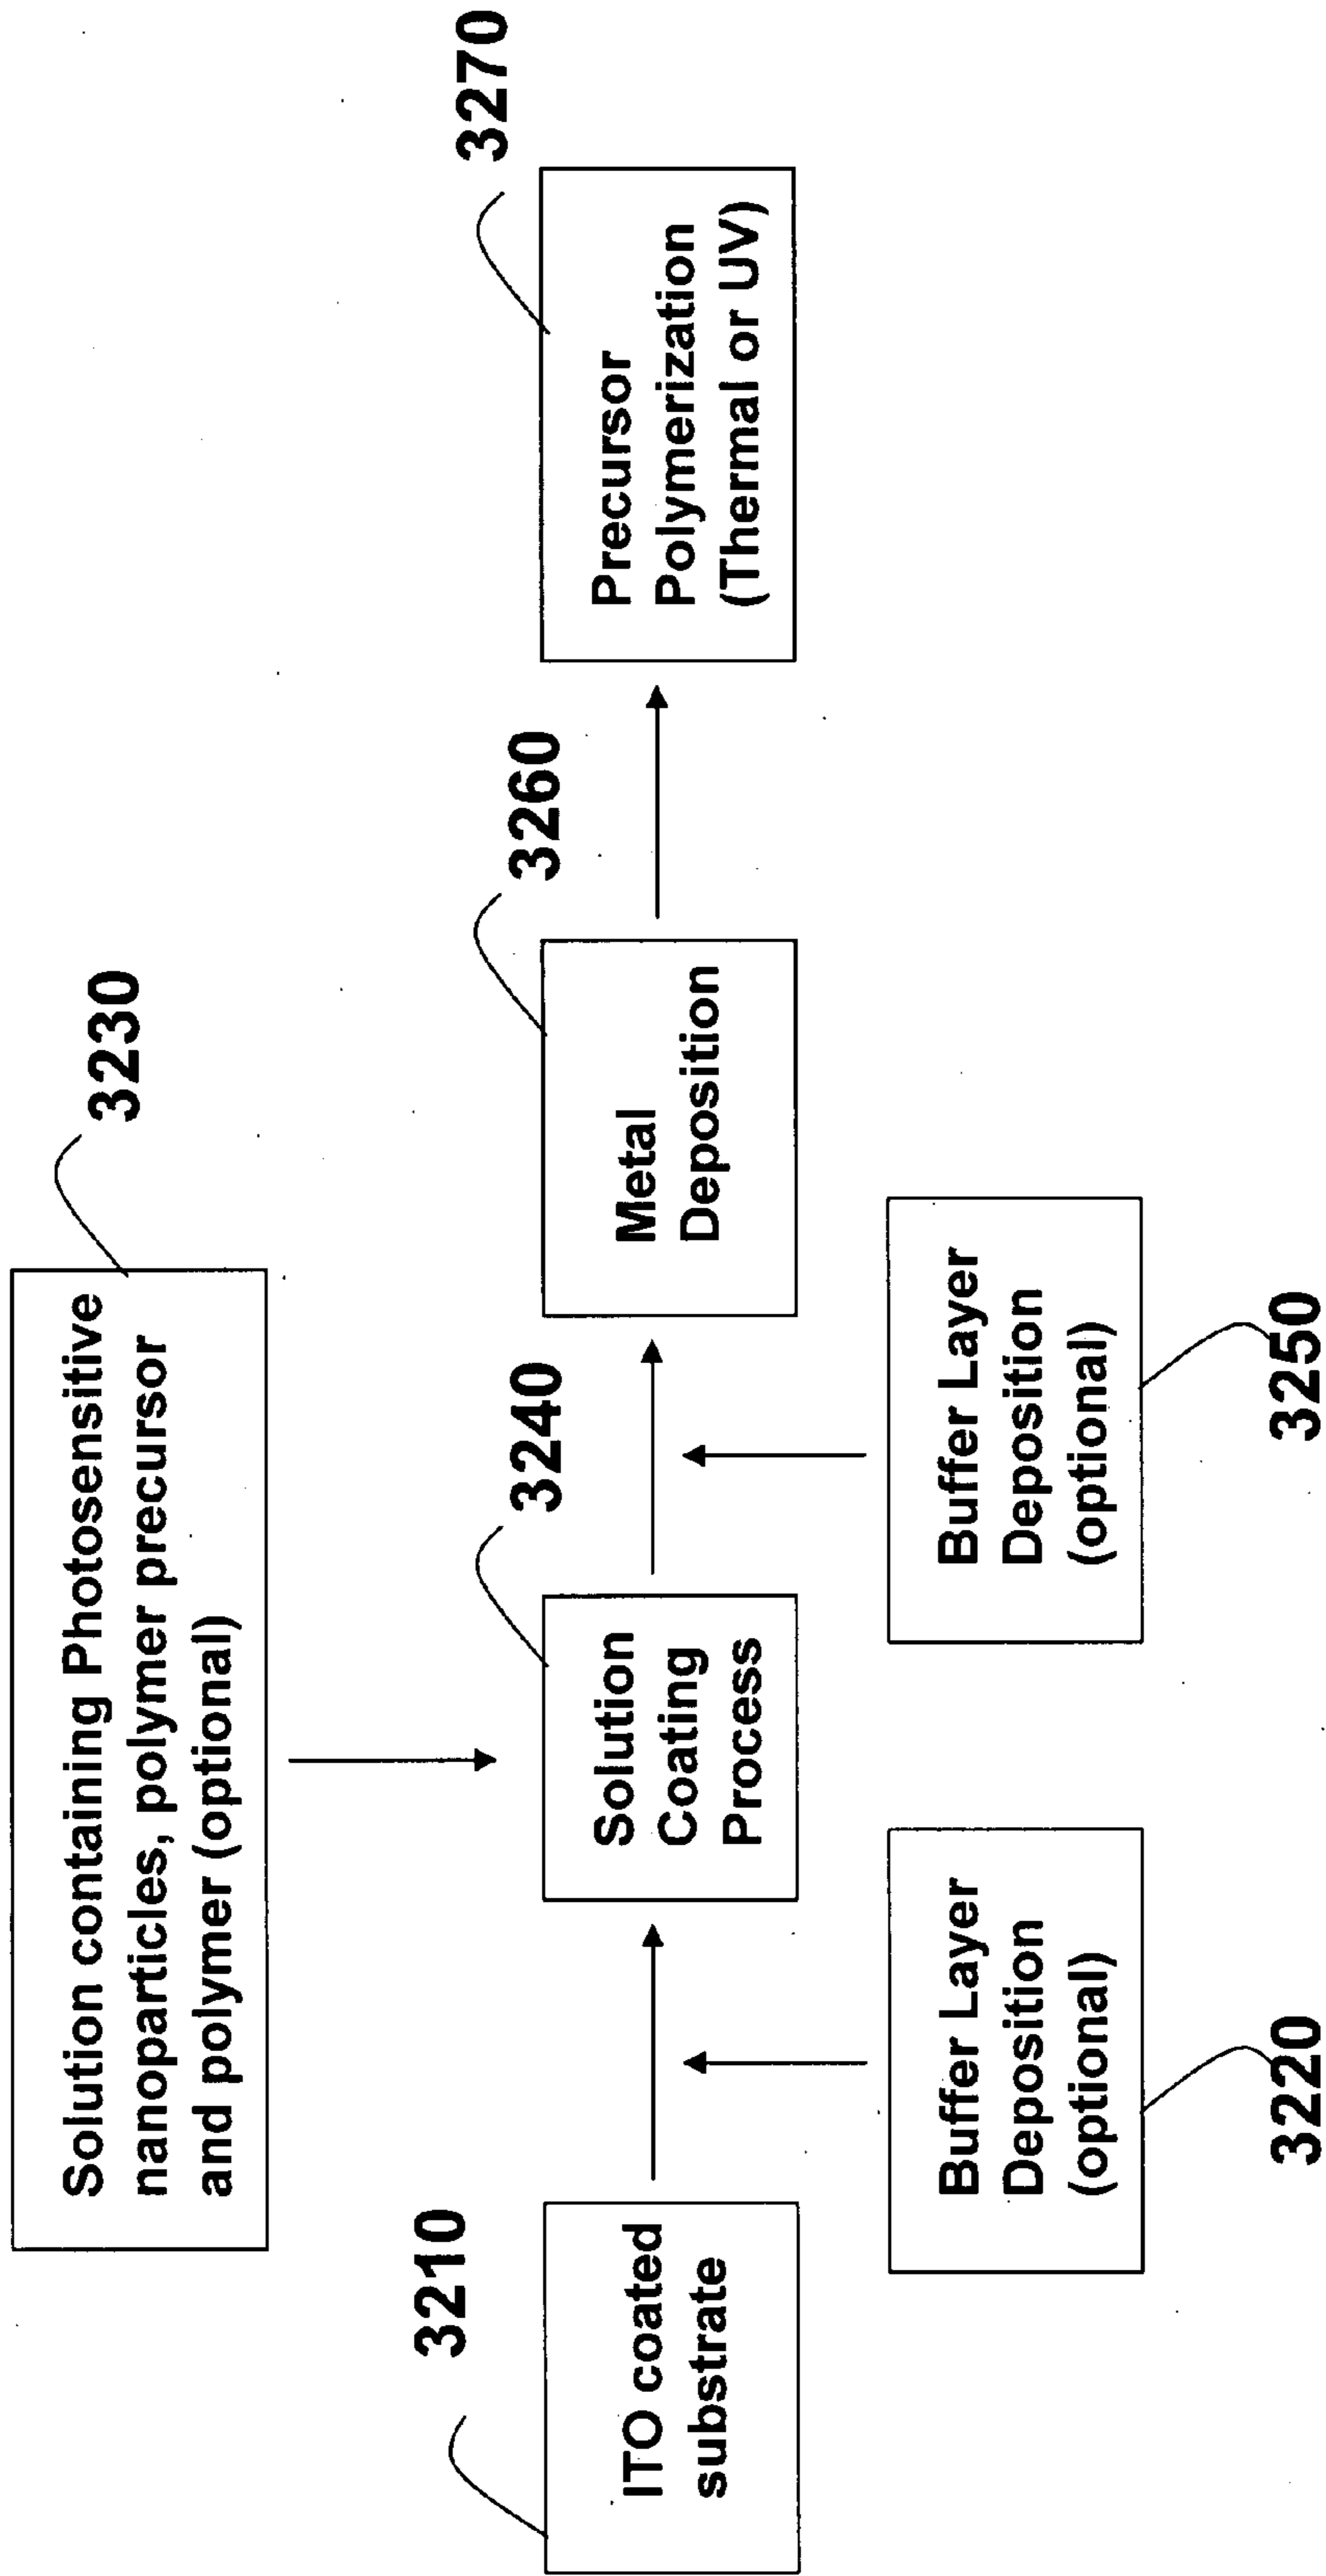 3230
Solution containing Photosensitive
nanoparticles, polymer precursor
and polymer (optional)
3210
ITO coated
substrate
3240
Solution
Coating
Process
3260
Metal
Deposition
3270
Precursor
Polymerization
(Thermal or UV)
Buffer Layer
Deposition
(optional)
3220
Buffer Layer
Deposition
(optional)
3250